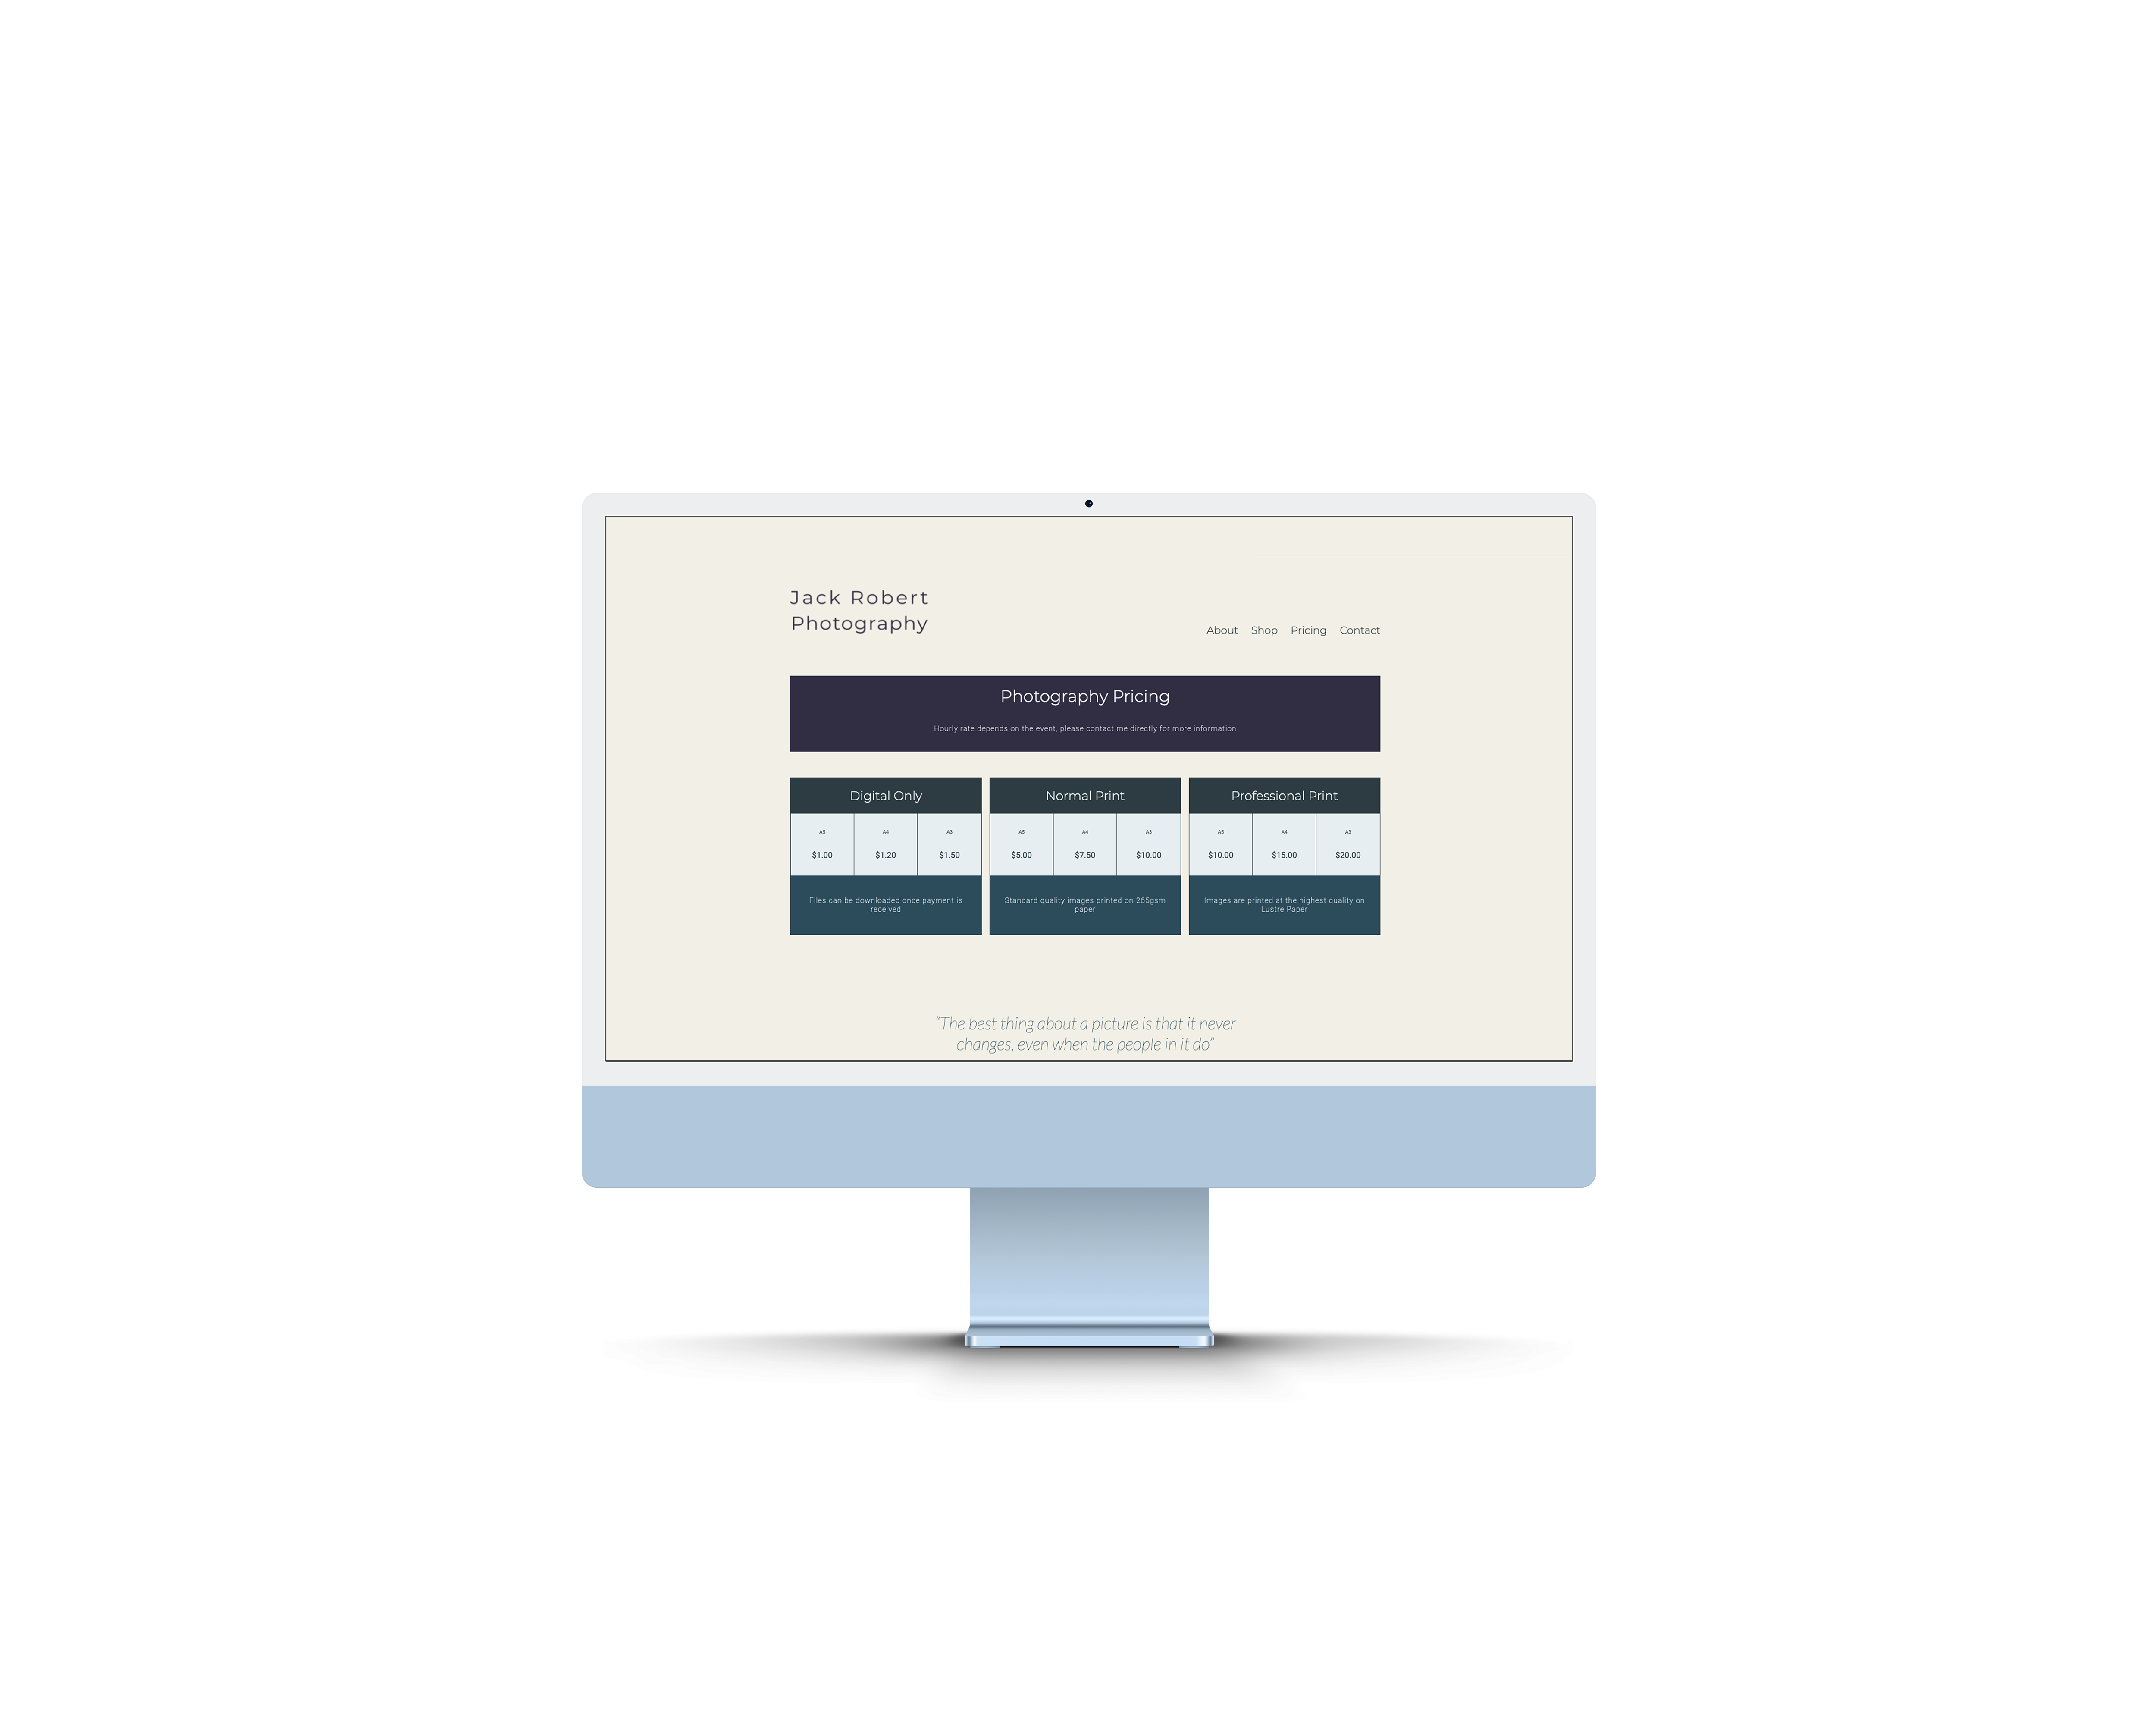 Jack Robert
Photography
About Shop Pricing Contact
Photography Pricing
Hourly rate depends on the event, please contact me directly for more information
Digital Only
A5 A4 A3
$1.00 $1.20 $1.50
Files can be downloaded once payment is
received
Normal Print
A5 A4 A3
$5.00 $7.50 $10.00
Standard quality images printed on 265gsm
paper
Professional Print
A5 A4 A3
$10.00 $15.00 $20.00
Images are printed at the highest quality on
Lustre Paper
“The best thing about a picture is that it never
changes, even when the people in it do”